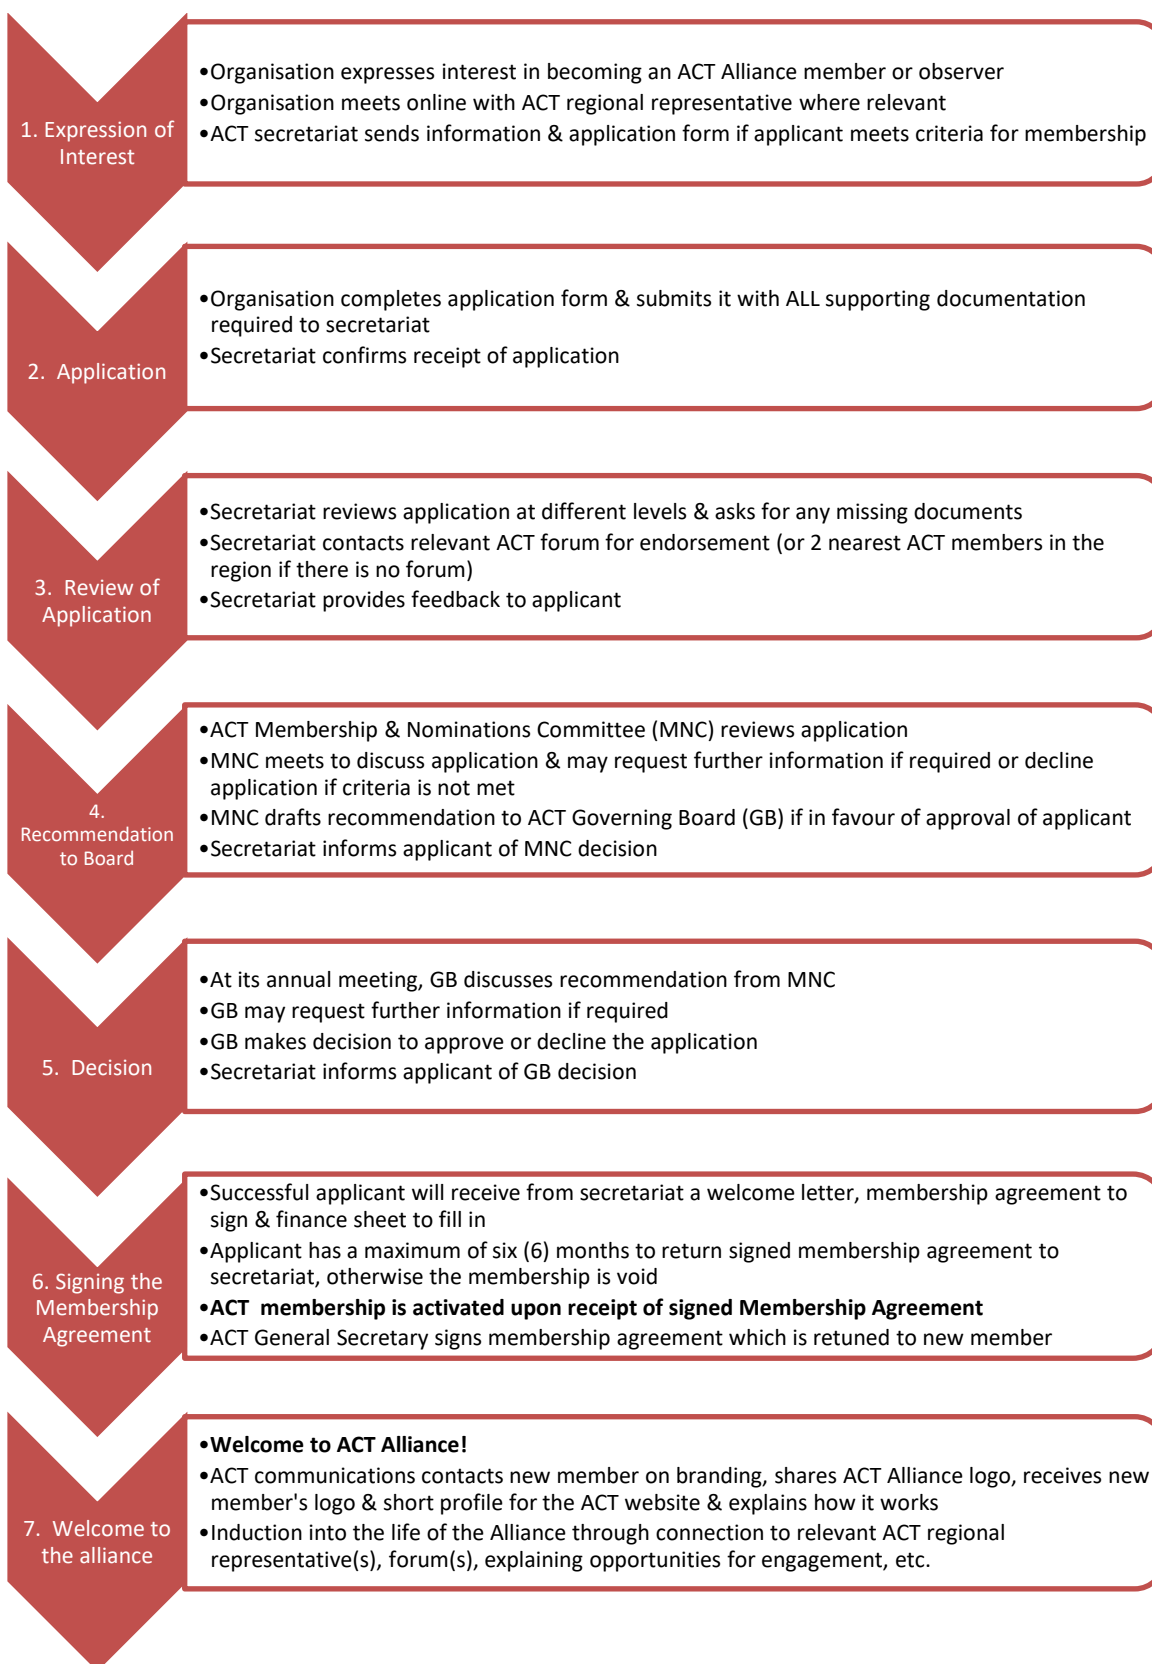 1. Expression of
Interest
•Organisation expresses interest in becoming an ACT Alliance member or observer
•Organisation meets online with ACT regional representative where relevant
•ACT secretariat sends information & application form if applicant meets criteria for membership
2.  Application
•Organisation completes application form & submits it with ALL supporting documentation
required to secretariat
•Secretariat confirms receipt of application
3.  Review of
Application
•Secretariat reviews application at different levels & asks for any missing documents
•Secretariat contacts relevant ACT forum for endorsement (or 2 nearest ACT members in the
region if there is no forum)
•Secretariat provides feedback to applicant
4.
Recommendation
to Board
•ACT Membership & Nominations Committee (MNC) reviews application
•MNC meets to discuss application & may request further information if required or decline
application if criteria is not met
•MNC drafts recommendation to ACT Governing Board (GB) if in favour of approval of applicant
•Secretariat informs applicant of MNC decision
5.  Decision
•At its annual meeting, GB discusses recommendation from MNC
•GB may request further information if required
•GB makes decision to approve or decline the application
•Secretariat informs applicant of GB decision
6. Signing the
Membership
Agreement
•Successful applicant will receive from secretariat a welcome letter, membership agreement to
sign & finance sheet to fill in
•Applicant has a maximum of six (6) months to return signed membership agreement to
secretariat, otherwise the membership is void
•ACT  membership is activated upon receipt of signed Membership Agreement
•ACT General Secretary signs membership agreement which is retuned to new member
7.  Welcome to
the alliance
•Welcome to ACT Alliance!
•ACT communications contacts new member on branding, shares ACT Alliance logo, receives new
member's logo & short profile for the ACT website & explains how it works
•Induction into the life of the Alliance through connection to relevant ACT regional
representative(s), forum(s), explaining opportunities for engagement, etc.